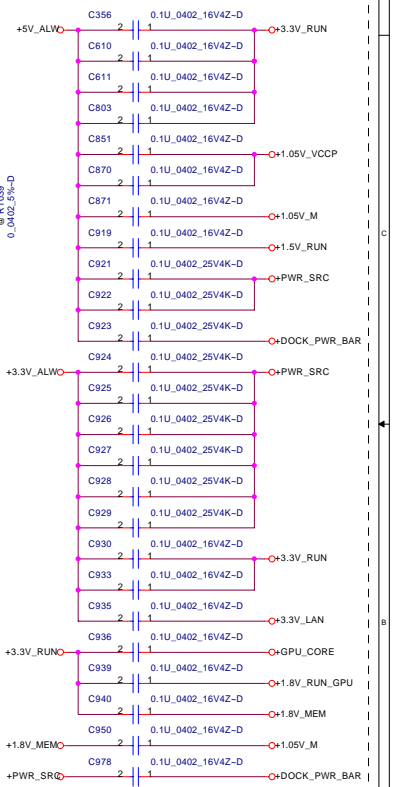 C356 0.1U_0402_16V4Z-D
+5V_ALW 2 1 +3.3V_RUN
C610 0.1U_0402_16V4Z-D
2 1
C611 0.1U_0402_16V4Z-D
2 1
C803 0.1U_0402_16V4Z-D
2 1
C851 0.1U_0402_16V4Z-D
2 1 +1.05V_VCCP
C870 0.1U_0402_16V4Z-D
2 1
0_0402_5%-D
C871 0.1U_0402_16V4Z-D
2 1 +1.05V_M
C919 0.1U_0402_16V4Z-D
C
2 1 +1.5V_RUN
C921 0.1U_0402_25V4K-D
2 1 +PWR_SRC
C922 0.1U_0402_25V4K-D
2 1
C923 0.1U_0402_25V4K-D
2 1 +DOCK_PWR_BAR
C924 0.1U_0402_25V4K-D
+3.3V_ALW 2 1 +PWR_SRC
C925 0.1U_0402_25V4K-D
2 1
C926 0.1U_0402_25V4K-D
2 1
C927 0.1U_0402_25V4K-D
2 1
C928 0.1U_0402_25V4K-D
2 1
C929 0.1U_0402_25V4K-D
2 1
C930 0.1U_0402_16V4Z-D
2 1 +3.3V_RUN
C933 0.1U_0402_16V4Z-D
2 1
C935 0.1U_0402_16V4Z-D
2 1 +3.3V_LAN
B
C936 0.1U_0402_16V4Z-D
+3.3V_RUN 2 1 +GPU_CORE
C939 0.1U_0402_16V4Z-D
2 1 +1.8V_RUN_GPU
C940 0.1U_0402_16V4Z-D
2 1 +1.8V_MEM
C950 0.1U_0402_16V4Z-D
+1.8V_MEM 2 1 +1.05V_M
C978 0.1U_0402_16V4Z-D
+PWR_SRC 2 1 +DOCK_PWR_BAR